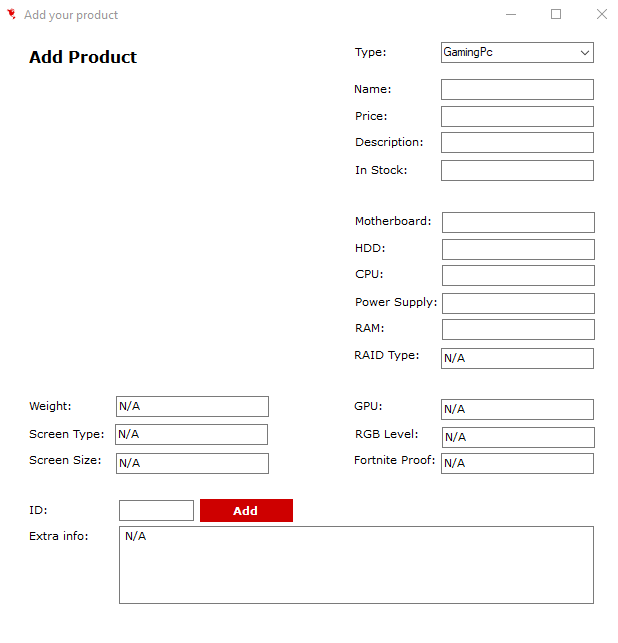 Add your product
Add Product
Type: GamingPc
Name:
Price:
Description:
In Stock:
Motherboard:
HDD:
CPU:
Power Supply:
RAM:
RAID Type: N/A
Weight: N/A
GPU: N/A
Screen Type: N/A
RGB Level: N/A
Screen Size: N/A
Fortnite Proof: N/A
ID: Add
Extra info: N/A